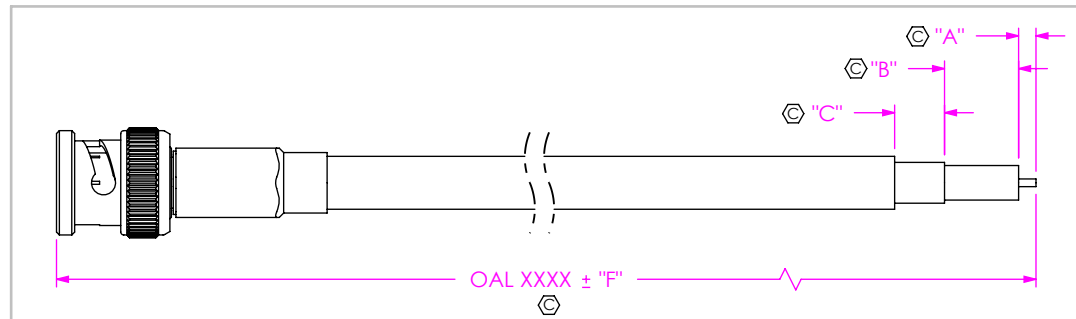 C "A"
C "B"
C "C"
OAL XXXX ± "F"
C